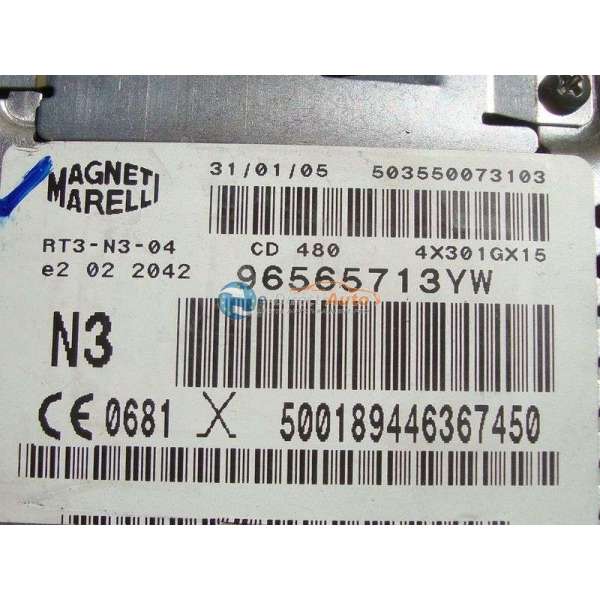 MAGNETI MARELLI
31/01/05 503550073103
RT3-N3-04 CD 480 4X301GX15
e2 02 2042 96565713YW
N3
CE 0681 X 500189446367450